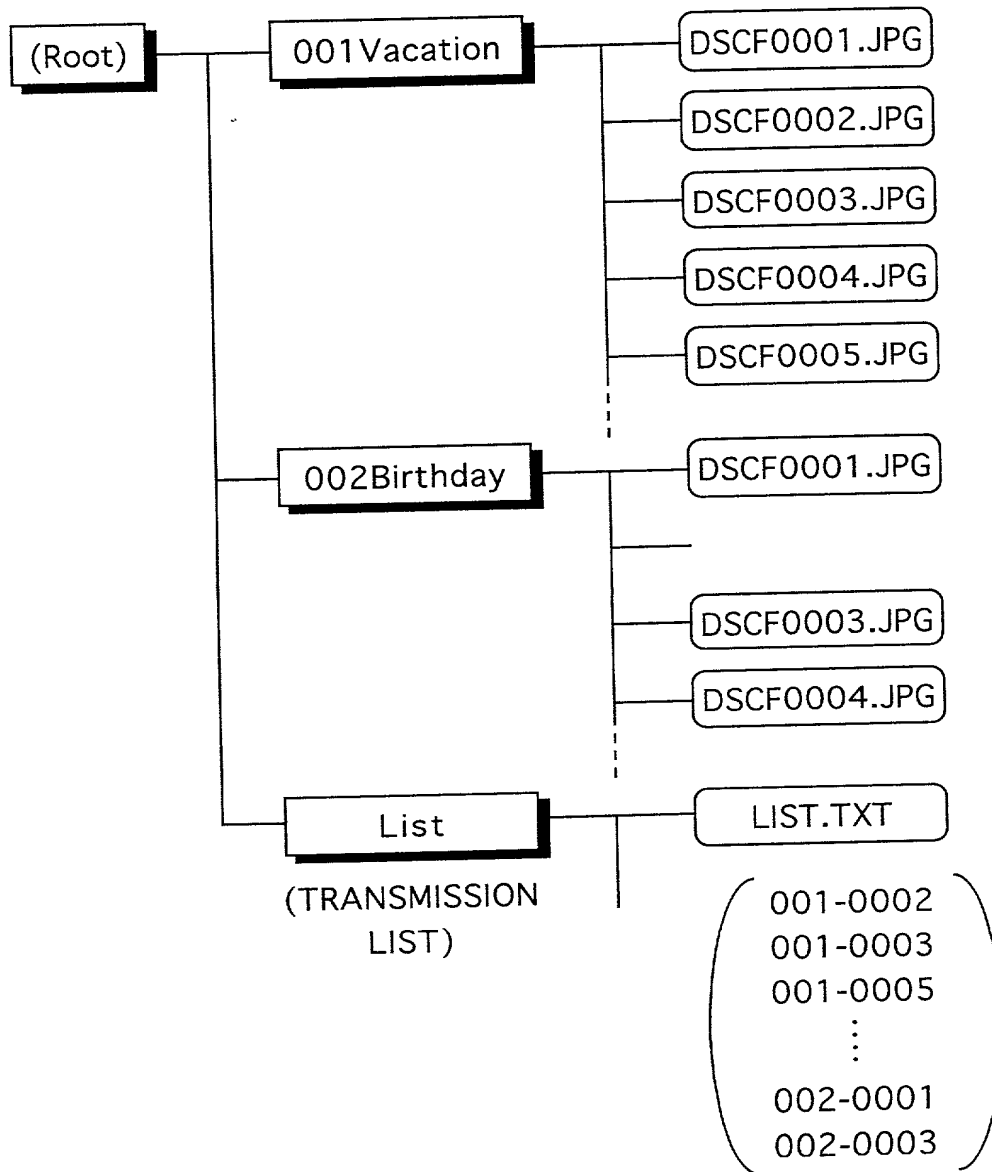 (Root)
001Vacation
DSCF0001.JPG
DSCF0002.JPG
DSCF0003.JPG
DSCF0004.JPG
DSCF0005.JPG
002Birthday
DSCF0001.JPG
DSCF0003.JPG
DSCF0004.JPG
List
(TRANSMISSION
LIST)
LIST.TXT
001-0002
001-0003
001-0005
002-0001
002-0003